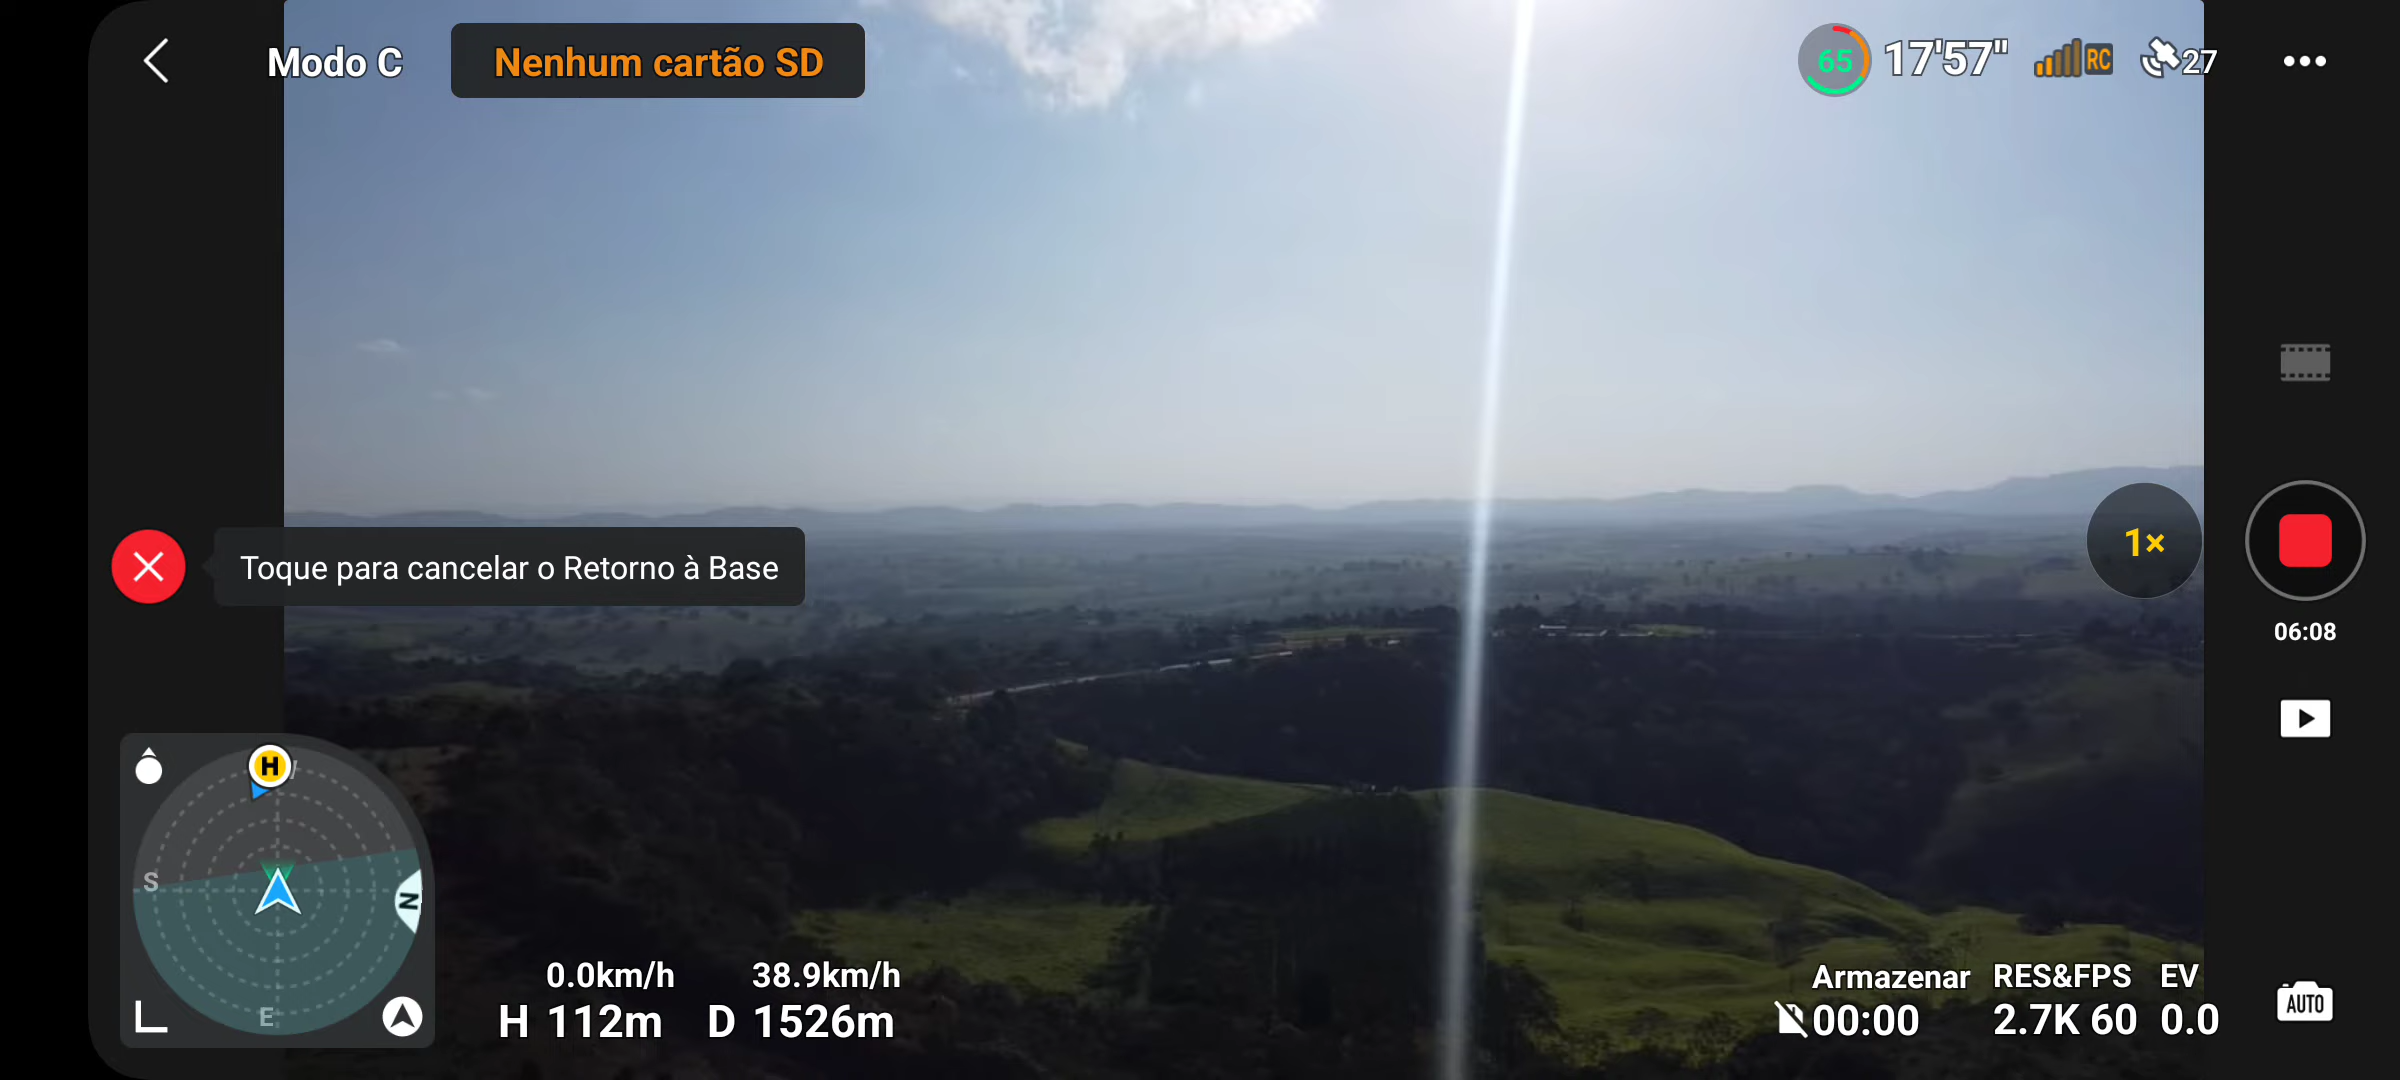 Modo C
Nenhum cartão SD
65
17'57"
RC
27
Toque para cancelar o Retorno à Base
1×
06:08
H
S
N
E
0.0km/h
38.9km/h
H 112m
D 1526m
Armazenar
00:00
RES&FPS
2.7K 60
EV
0.0
AUTO